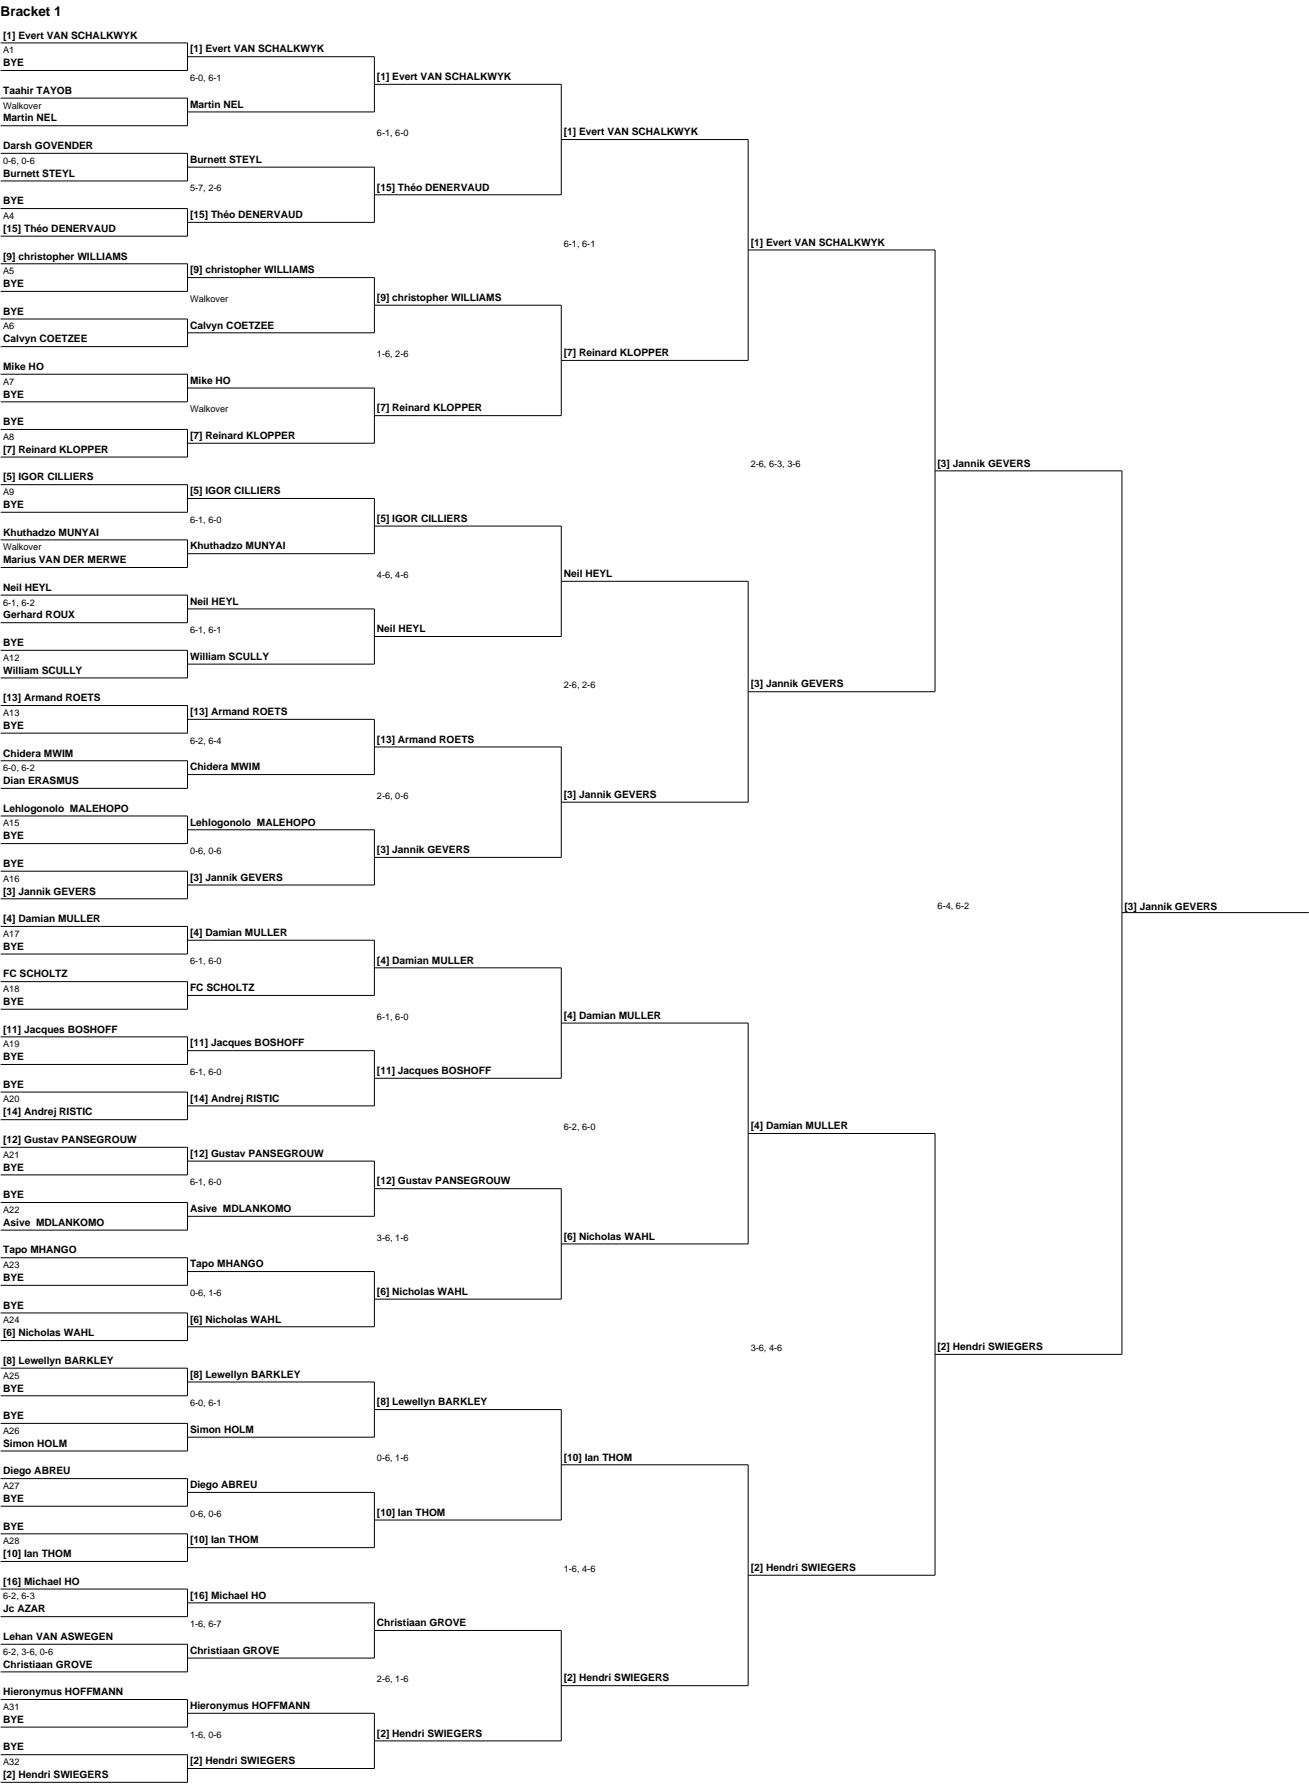 Bracket 1
[1] Evert VAN SCHALKWYK
A1
BYE
[1] Evert VAN SCHALKWYK
6-0, 6-1
[1] Evert VAN SCHALKWYK
Taahir TAYOB
Walkover
Martin NEL
Martin NEL
6-1, 6-0
[1] Evert VAN SCHALKWYK
Darsh GOVENDER
0-6, 0-6
Burnett STEYL
Burnett STEYL
5-7, 2-6
[15] Théo DENERVAUD
BYE
A4
[15] Théo DENERVAUD
[15] Théo DENERVAUD
6-1, 6-1
[1] Evert VAN SCHALKWYK
[9] christopher WILLIAMS
A5
BYE
[9] christopher WILLIAMS
Walkover
[9] christopher WILLIAMS
BYE
A6
Calvyn COETZEE
Calvyn COETZEE
1-6, 2-6
[7] Reinard KLOPPER
Mike HO
A7
BYE
Mike HO
Walkover
[7] Reinard KLOPPER
BYE
A8
[7] Reinard KLOPPER
[7] Reinard KLOPPER
2-6, 6-3, 3-6
[3] Jannik GEVERS
[5] IGOR CILLIERS
A9
BYE
[5] IGOR CILLIERS
6-1, 6-0
[5] IGOR CILLIERS
Khuthadzo MUNYAI
Walkover
Marius VAN DER MERWE
Khuthadzo MUNYAI
4-6, 4-6
Neil HEYL
Neil HEYL
6-1, 6-2
Gerhard ROUX
Neil HEYL
6-1, 6-1
Neil HEYL
BYE
A12
William SCULLY
William SCULLY
2-6, 2-6
[3] Jannik GEVERS
[13] Armand ROETS
A13
BYE
[13] Armand ROETS
6-2, 6-4
[13] Armand ROETS
Chidera MWIM
6-0, 6-2
Dian ERASMUS
Chidera MWIM
2-6, 0-6
[3] Jannik GEVERS
Lehlogonolo  MALEHOPO
A15
BYE
Lehlogonolo  MALEHOPO
0-6, 0-6
[3] Jannik GEVERS
BYE
A16
[3] Jannik GEVERS
[3] Jannik GEVERS
6-4, 6-2
[3] Jannik GEVERS
[4] Damian MULLER
A17
BYE
[4] Damian MULLER
6-1, 6-0
[4] Damian MULLER
FC SCHOLTZ
A18
BYE
FC SCHOLTZ
6-1, 6-0
[4] Damian MULLER
[11] Jacques BOSHOFF
A19
BYE
[11] Jacques BOSHOFF
6-1, 6-0
[11] Jacques BOSHOFF
BYE
A20
[14] Andrej RISTIC
[14] Andrej RISTIC
6-2, 6-0
[4] Damian MULLER
[12] Gustav PANSEGROUW
A21
BYE
[12] Gustav PANSEGROUW
6-1, 6-0
[12] Gustav PANSEGROUW
BYE
A22
Asive  MDLANKOMO
Asive  MDLANKOMO
3-6, 1-6
[6] Nicholas WAHL
Tapo MHANGO
A23
BYE
Tapo MHANGO
0-6, 1-6
[6] Nicholas WAHL
BYE
A24
[6] Nicholas WAHL
[6] Nicholas WAHL
3-6, 4-6
[2] Hendri SWIEGERS
[8] Lewellyn BARKLEY
A25
BYE
[8] Lewellyn BARKLEY
6-0, 6-1
[8] Lewellyn BARKLEY
BYE
A26
Simon HOLM
Simon HOLM
0-6, 1-6
[10] Ian THOM
Diego ABREU
A27
BYE
Diego ABREU
0-6, 0-6
[10] Ian THOM
BYE
A28
[10] Ian THOM
[10] Ian THOM
1-6, 4-6
[2] Hendri SWIEGERS
[16] Michael HO
6-2, 6-3
Jc AZAR
[16] Michael HO
1-6, 6-7
Christiaan GROVE
Lehan VAN ASWEGEN
6-2, 3-6, 0-6
Christiaan GROVE
Christiaan GROVE
2-6, 1-6
[2] Hendri SWIEGERS
Hieronymus HOFFMANN
A31
BYE
Hieronymus HOFFMANN
1-6, 0-6
[2] Hendri SWIEGERS
BYE
A32
[2] Hendri SWIEGERS
[2] Hendri SWIEGERS